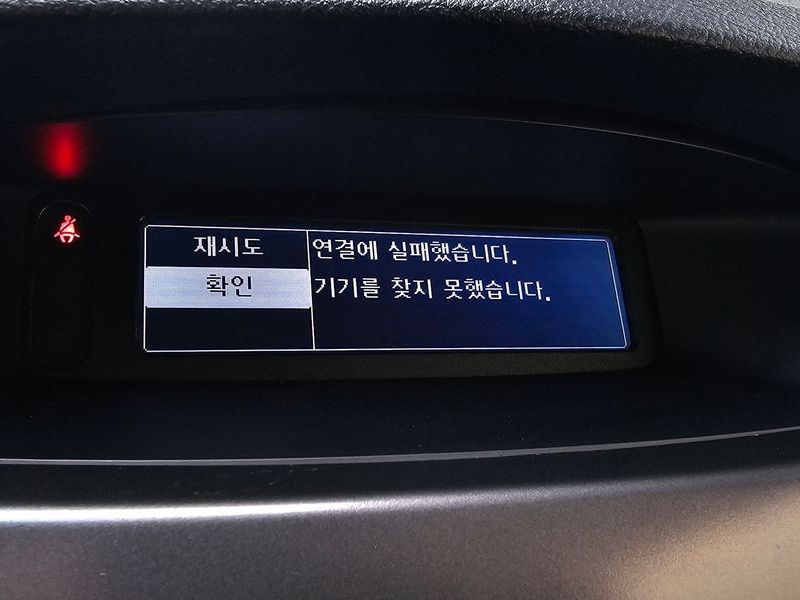 재시도
확인
연결에 실패했습니다.
기기를 찾지 못했습니다.